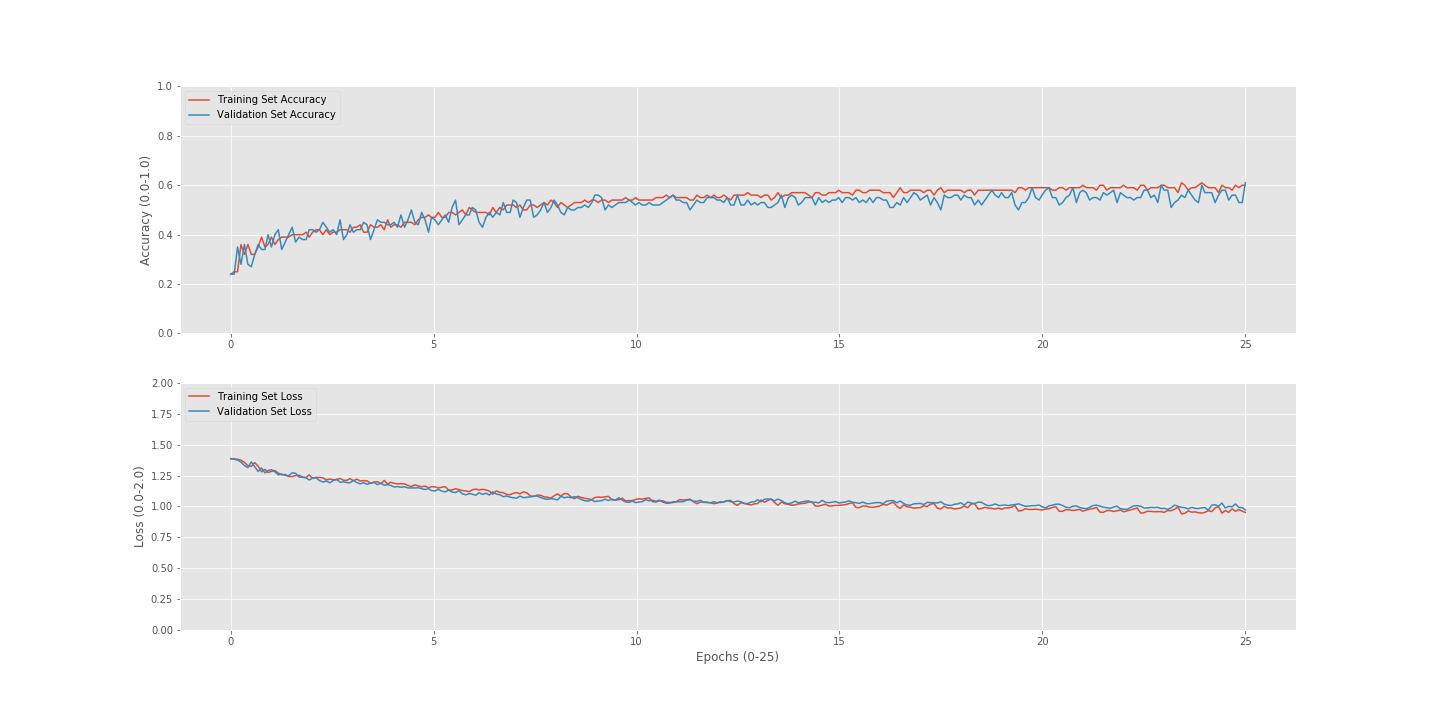 1.0
Training Set Accuracy
Validation Set Accuracy
0.8
0.6
0.4
0.2
0.0
Accuracy (0.0-1.0)
0 5 10 15 20 25
2.00
Training Set Loss
Validation Set Loss
1.75
1.50
1.25
1.00
0.75
0.50
0.25
0.00
Loss (0.0-2.0)
0 5 10 15 20 25
Epochs (0-25)